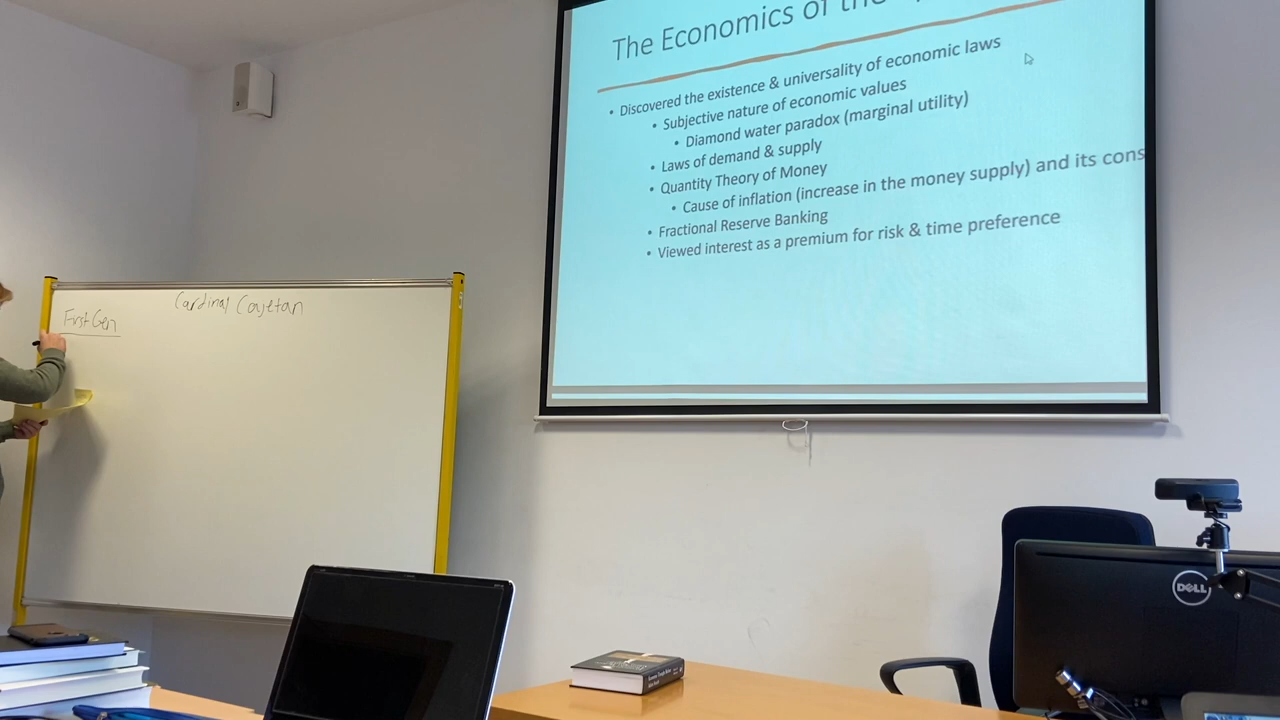 The Economics of the
• Discovered the existence & universality of economic laws
• Subjective nature of economic values
• Diamond water paradox (marginal utility)
• Laws of demand & supply
• Quantity Theory of Money
• Cause of inflation (increase in the money supply) and its cons
• Fractional Reserve Banking
• Viewed interest as a premium for risk & time preference
Cardinal Cajetan
First Gen
DELL